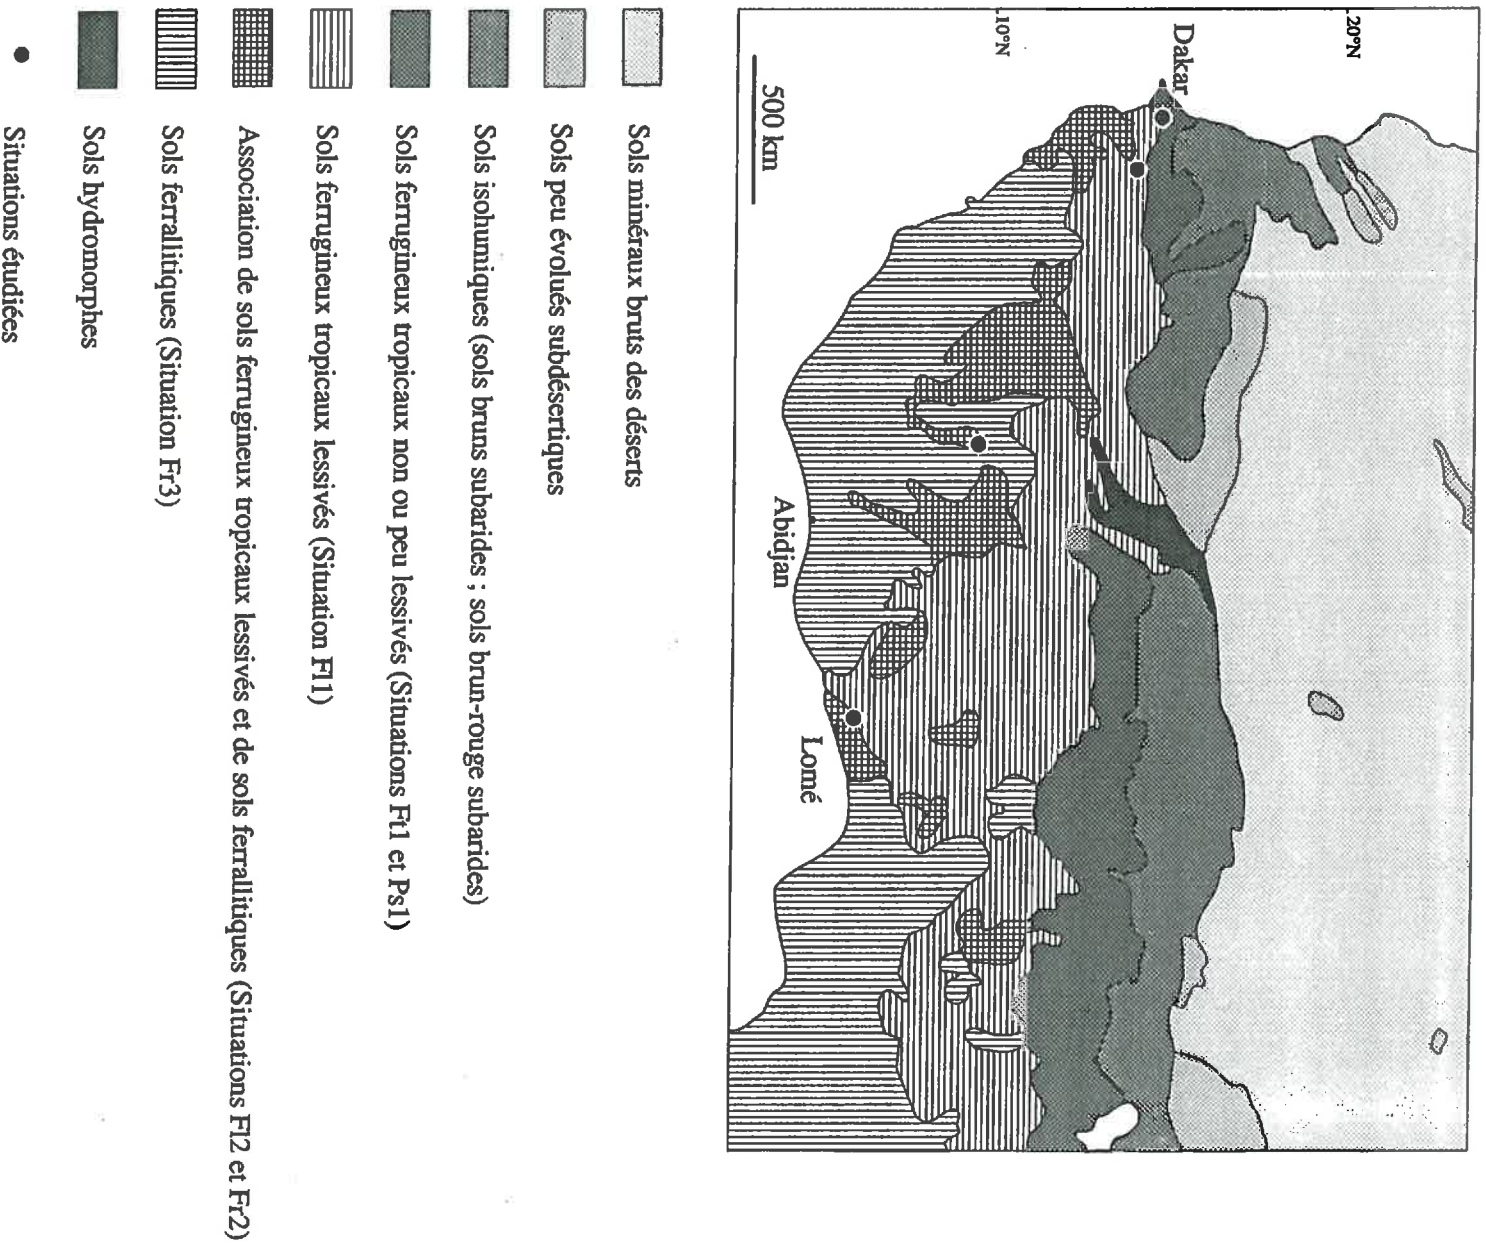 20°N
Dakar
10°N
500 km
Abidjan
Lomé
Sols minéraux bruts des déserts
Sols peu évolués subdésertiques
Sols isohumiques (sols bruns subarides ; sols brun-rouge subarides)
Sols ferrugineux tropicaux non ou peu lessivés (Situations Ft1 et Ps1)
Sols ferrugineux tropicaux lessivés (Situation Fl1)
Association de sols ferrugineux tropicaux lessivés et de sols ferrallitiques (Situations Fl2 et Fr2)
Sols ferrallitiques (Situation Fr3)
Sols hydromorphes
Situations étudiées